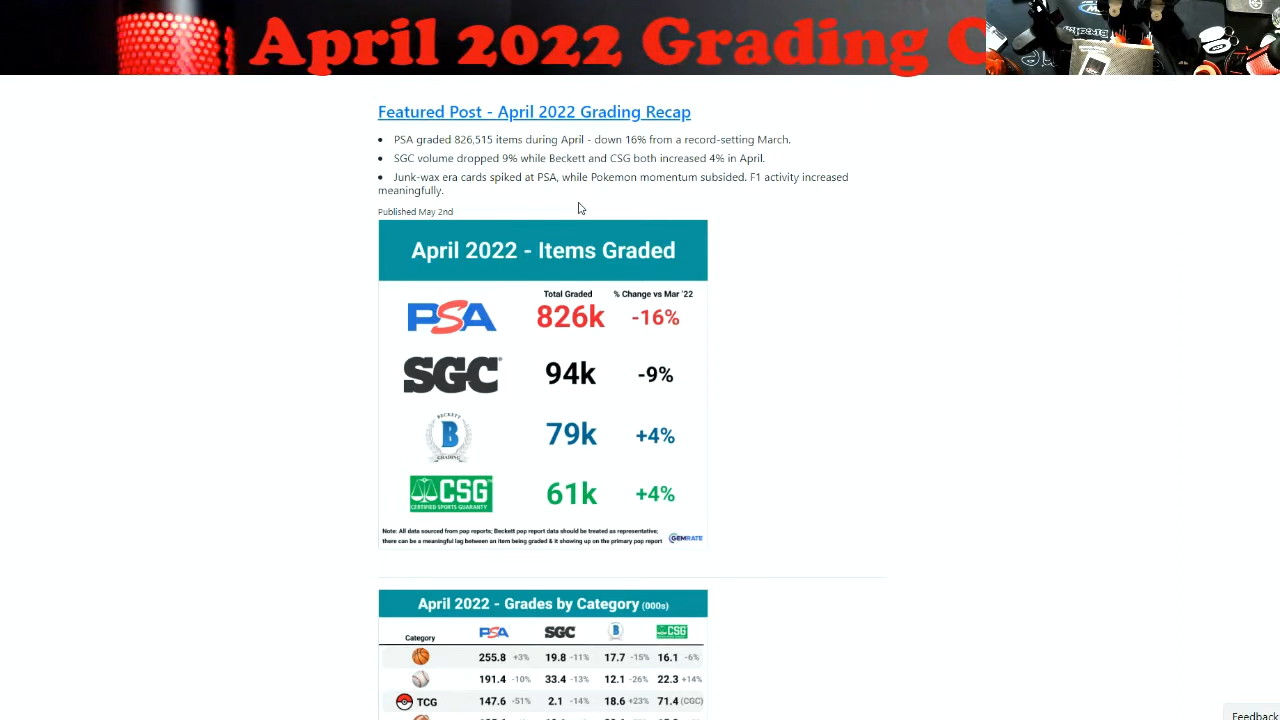 April 2022 Grading C
Featured Post - April 2022 Grading Recap
• PSA graded 826,515 items during April - down 16% from a record-setting March.
• SGC volume dropped 9% while Beckett and CSG both increased 4% in April.
• Junk-wax era cards spiked at PSA, while Pokemon momentum subsided. F1 activity increased
meaningfully.
Published May 2nd
April 2022 - Items Graded
Total Graded % Change vs Mar '22
PSA 826k -16%
SGC 94k -9%
BECKETT B GRADING 79k +4%
CSG CERTIFIED SPORTS GUARANTY 61k +4%
Note: All data sourced from pop reports; Beckett pop report data should be treated as representative;
there can be a meaningful lag between an item being graded & it showing up on the primary pop report GEMRATE
April 2022 - Grades by Category (000s)
Category PSA SGC B CSG
255.8 +3% 19.8 -11% 17.7 -15% 16.1 -6%
191.4 -10% 33.4 -13% 12.1 -26% 22.3 +14%
TCG 147.6 -51% 2.1 -14% 18.6 +23% 71.4 (CGC)
Feedback